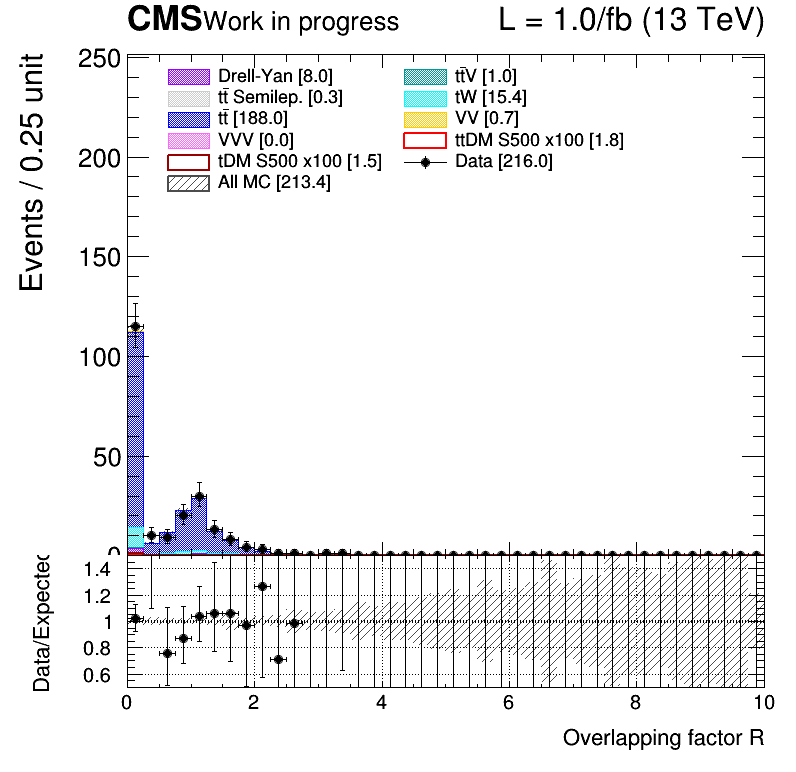 CMS Work in progress L = 1.0/fb (13 TeV)
Events / 0.25 unit
250
200
150
100
50
0
Drell-Yan [8.0] tt̄V [1.0]
tt̄ Semilep. [0.3] tW [15.4]
tt̄ [188.0] VV [0.7]
VVV [0.0] ttDM S500 x100 [1.8]
tDM S500 x100 [1.5] Data [216.0]
All MC [213.4]
Data/Expected
1.4
1.2
1
0.8
0.6
0 2 4 6 8 10
Overlapping factor R